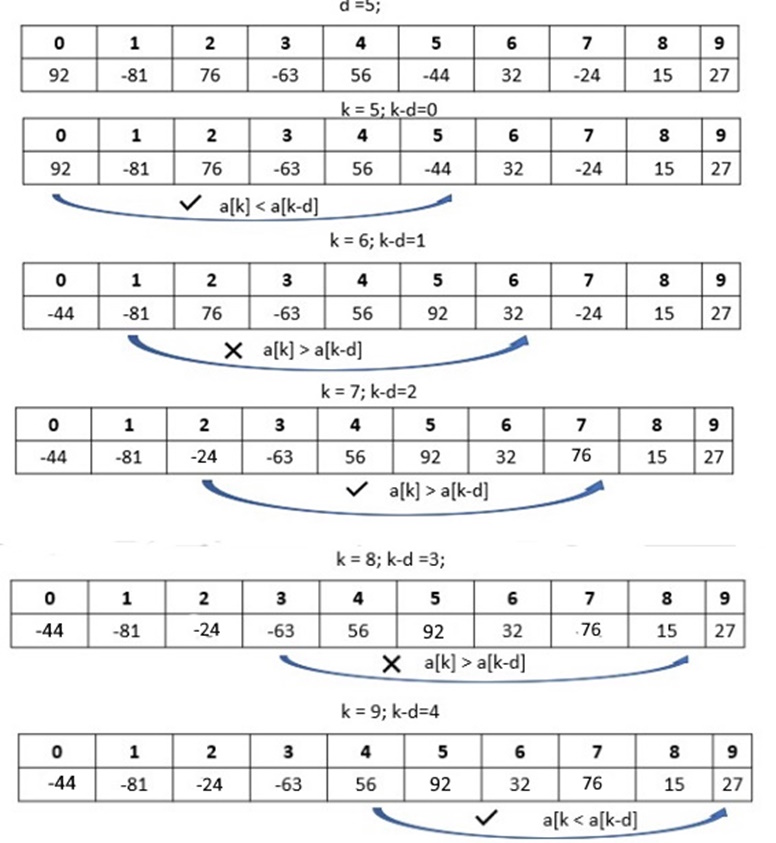 d =5;
0 1 2 3 4 5 6 7 8 9
92 -81 76 -63 56 -44 32 -24 15 27
k = 5; k-d=0
0 1 2 3 4 5 6 7 8 9
92 -81 76 -63 56 -44 32 -24 15 27
✓ a[k] < a[k-d]
k = 6; k-d=1
0 1 2 3 4 5 6 7 8 9
-44 -81 76 -63 56 92 32 -24 15 27
✕ a[k] > a[k-d]
k = 7; k-d=2
0 1 2 3 4 5 6 7 8 9
-44 -81 -24 -63 56 92 32 76 15 27
✓ a[k] > a[k-d]
k = 8; k-d =3;
0 1 2 3 4 5 6 7 8 9
-44 -81 -24 -63 56 92 32 76 15 27
✕ a[k] > a[k-d]
k = 9; k-d=4
0 1 2 3 4 5 6 7 8 9
-44 -81 -24 -63 56 92 32 76 15 27
✓ a[k < a[k-d]